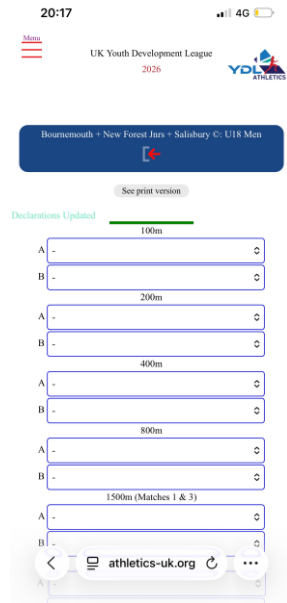 20:17
4G
Menu
UK Youth Development League
2026
YDL
ATHLETICS
Bournemouth + New Forest Jnrs + Salisbury ©: U18 Men
See print version
Declarations Updated
100m
A -
B -
200m
A -
B -
400m
A -
B -
800m
A -
B -
1500m (Matches 1 & 3)
A -
B -
athletics-uk.org
A -